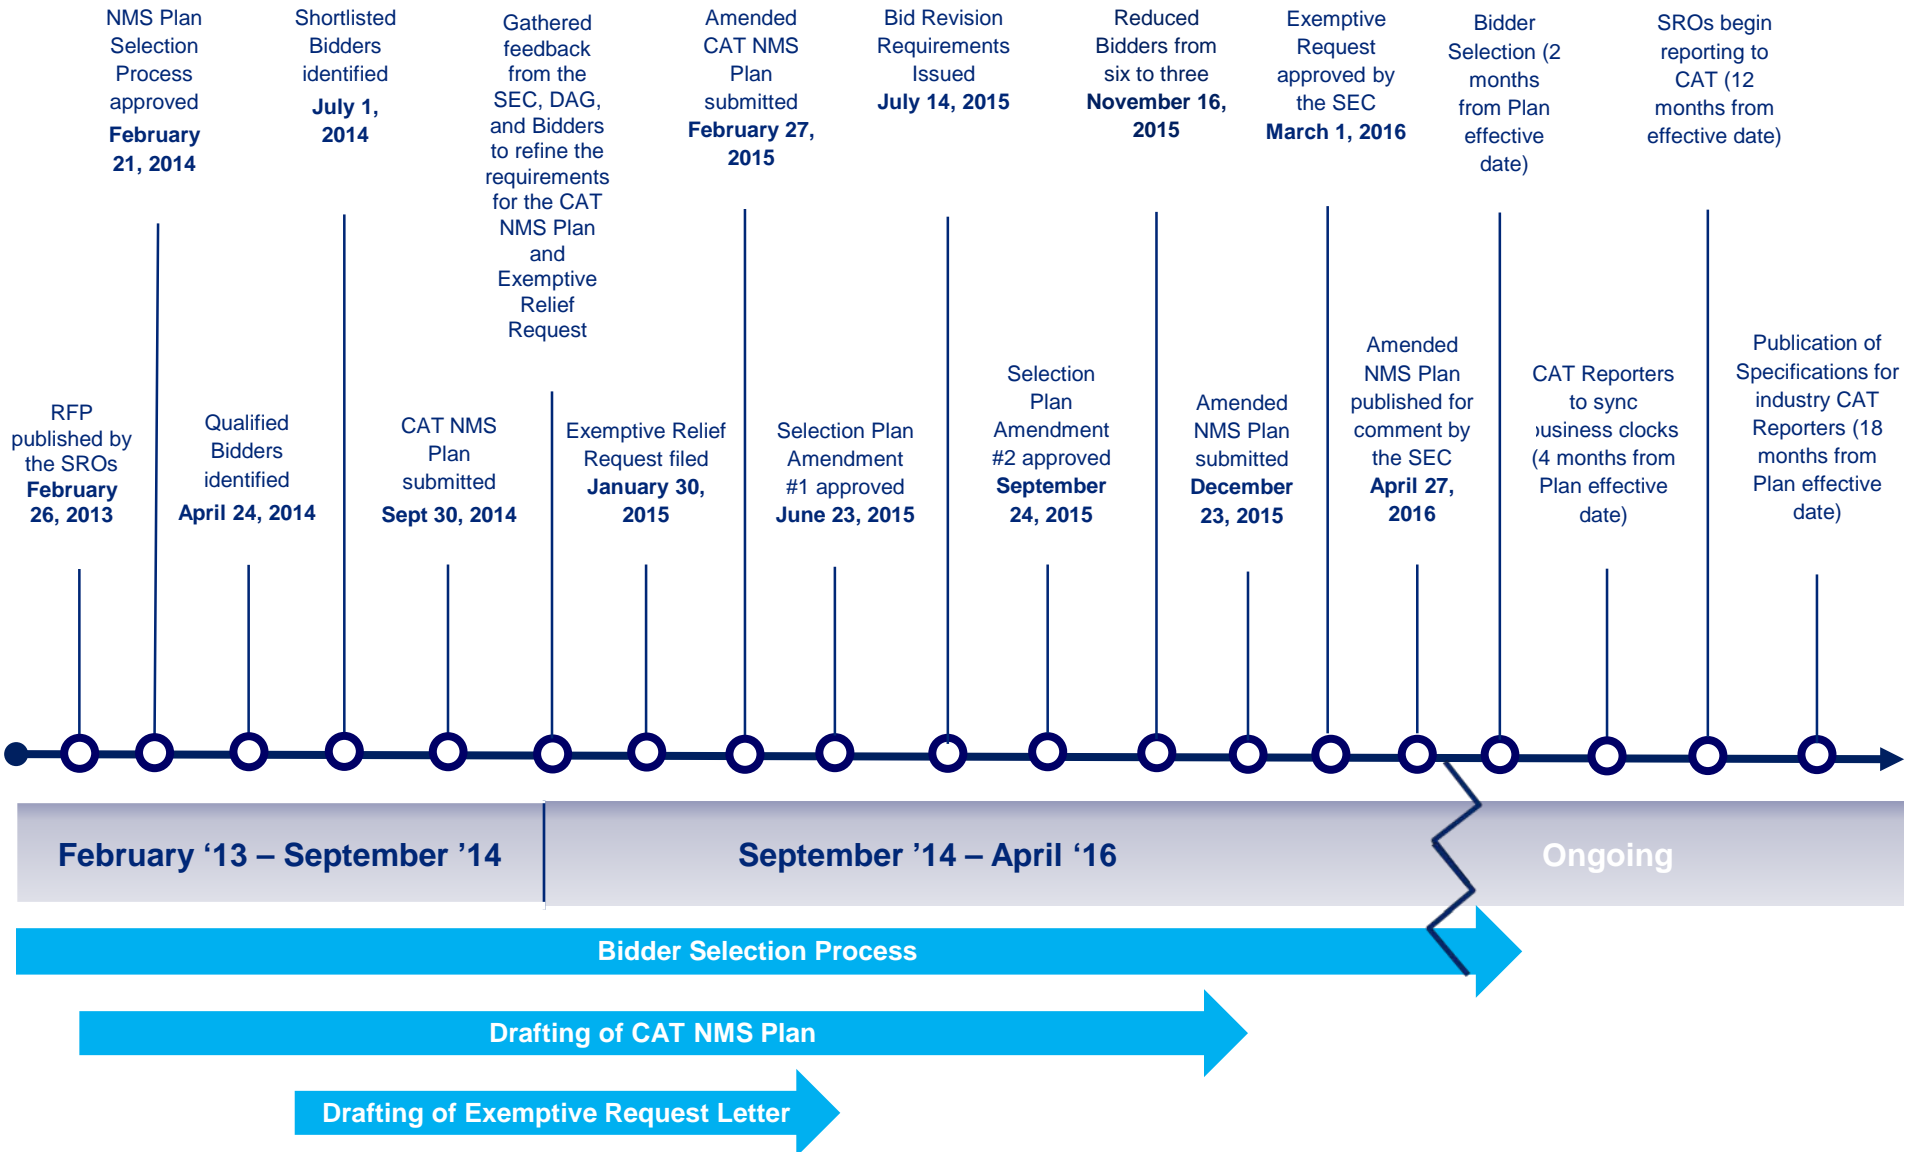 NMS Plan
Selection
Process
approved
February
21, 2014
Shortlisted
Bidders
identified
July 1,
2014
Gathered
feedback
from the
SEC, DAG,
and Bidders
to refine the
requirements
for the CAT
NMS Plan
and
Exemptive
Relief
Request
Amended
CAT NMS
Plan
submitted
February 27,
2015
Bid Revision
Requirements
Issued
July 14, 2015
Reduced
Bidders from
six to three
November 16,
2015
Exemptive
Request
approved by
the SEC
March 1, 2016
Bidder
Selection (2
months
from Plan
effective
date)
SROs begin
reporting to
CAT (12
months from
effective date)
RFP
published by
the SROs
February
26, 2013
Qualified
Bidders
identified
April 24, 2014
CAT NMS
Plan
submitted
Sept 30, 2014
Exemptive Relief
Request filed
January 30,
2015
Selection Plan
Amendment
#1 approved
June 23, 2015
Selection
Plan
Amendment
#2 approved
September
24, 2015
Amended
NMS Plan
submitted
December
23, 2015
Amended
NMS Plan
published for
comment by
the SEC
April 27,
2016
CAT Reporters
to sync
business clocks
(4 months from
Plan effective
date)
Publication of
Specifications for
industry CAT
Reporters (18
months from
Plan effective
date)
February ‘13 – September ’14
September ’14 – April ‘16
Ongoing
Bidder Selection Process
Drafting of CAT NMS Plan
Drafting of Exemptive Request Letter